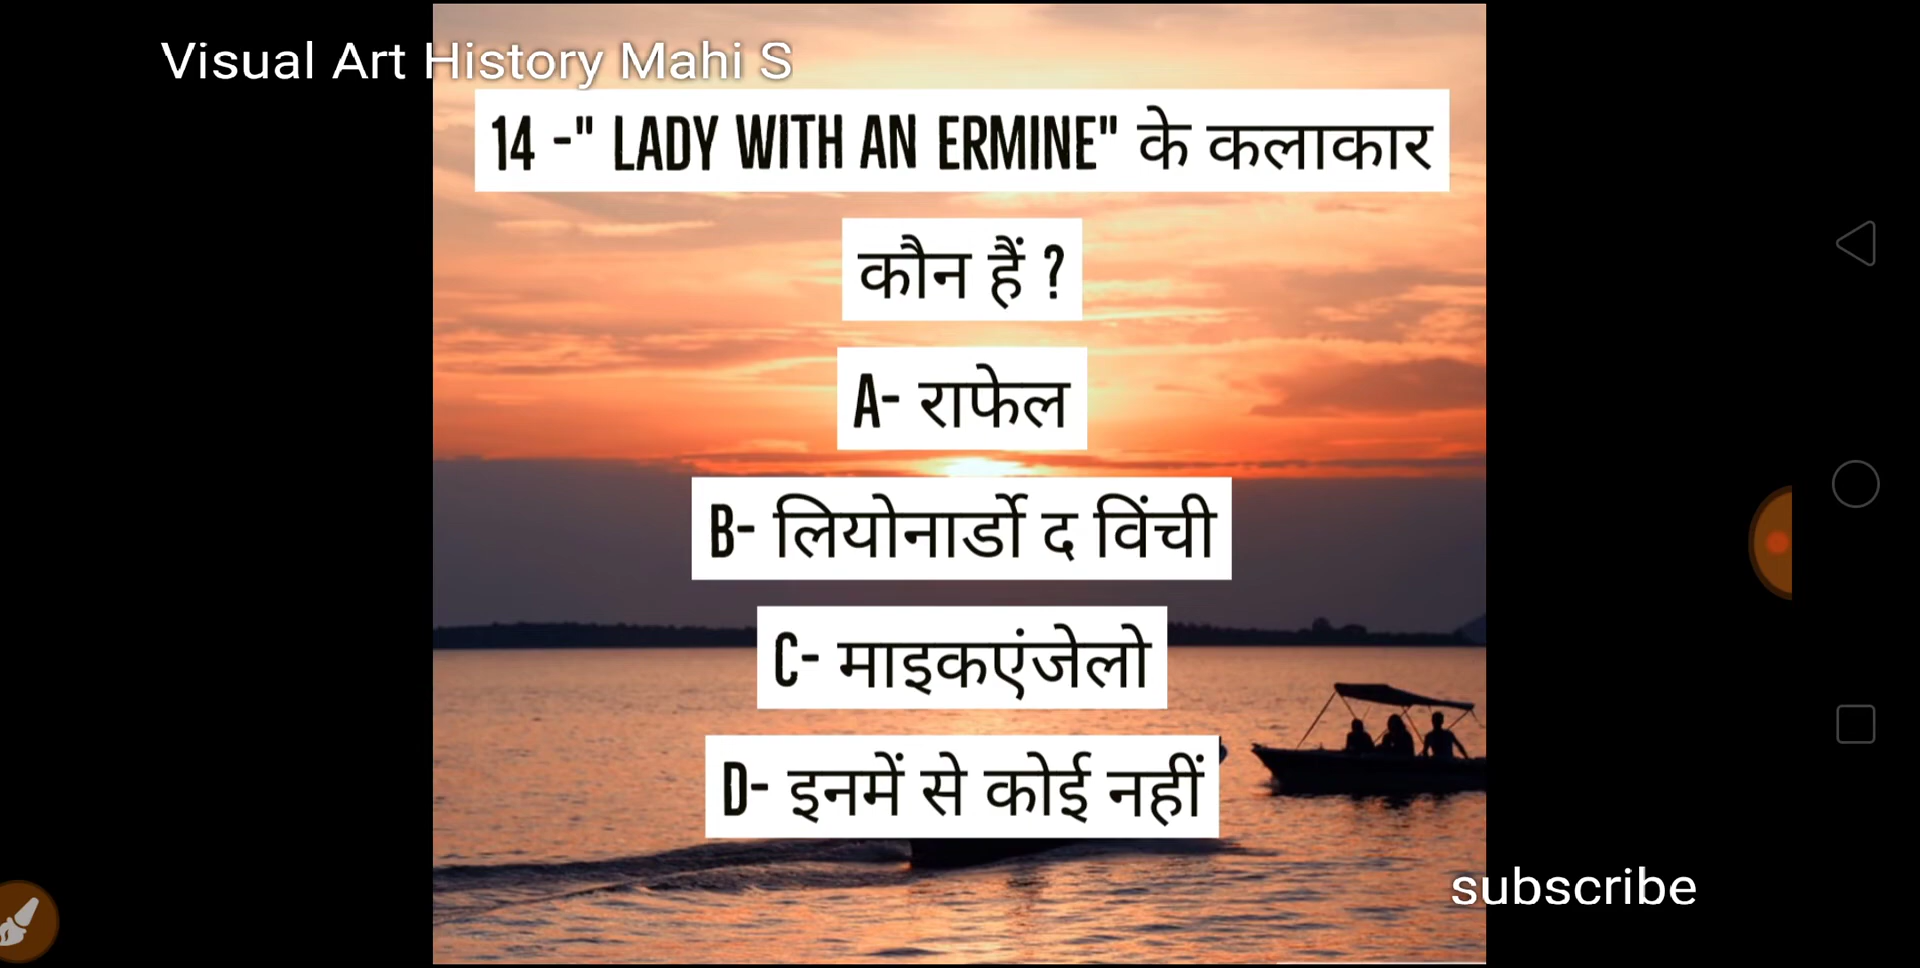 Visual Art History Mahi S
14 -" LADY WITH AN ERMINE" के कलाकार
कौन हैं ?
A- राफेल
B- लियोनार्डो द विंची
C- माइकएंजेलो
D- इनमें से कोई नहीं
subscribe